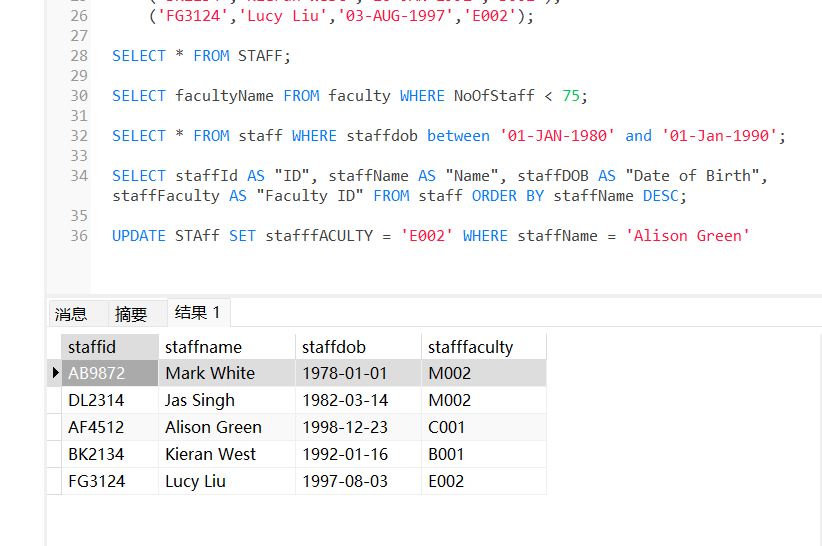 26 ('FG3124','Lucy Liu','03-AUG-1997','E002');
27
28 SELECT * FROM STAFF;
29
30 SELECT facultyName FROM faculty WHERE NoOfStaff < 75;
31
32 SELECT * FROM staff WHERE staffdob between '01-JAN-1980' and '01-Jan-1990';
33
34 SELECT staffId AS "ID", staffName AS "Name", staffDOB AS "Date of Birth",
staffFaculty AS "Faculty ID" FROM staff ORDER BY staffName DESC;
35
36 UPDATE STAff SET stafffACULTY = 'E002' WHERE staffName = 'Alison Green'
消息 摘要 结果 1
staffid staffname staffdob stafffaculty
AB9872 Mark White 1978-01-01 M002
DL2314 Jas Singh 1982-03-14 M002
AF4512 Alison Green 1998-12-23 C001
BK2134 Kieran West 1992-01-16 B001
FG3124 Lucy Liu 1997-08-03 E002